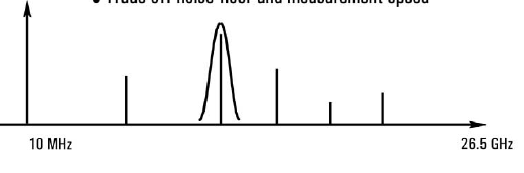 • Trade off noise floor and measurement speed
10 MHz
26.5 GHz